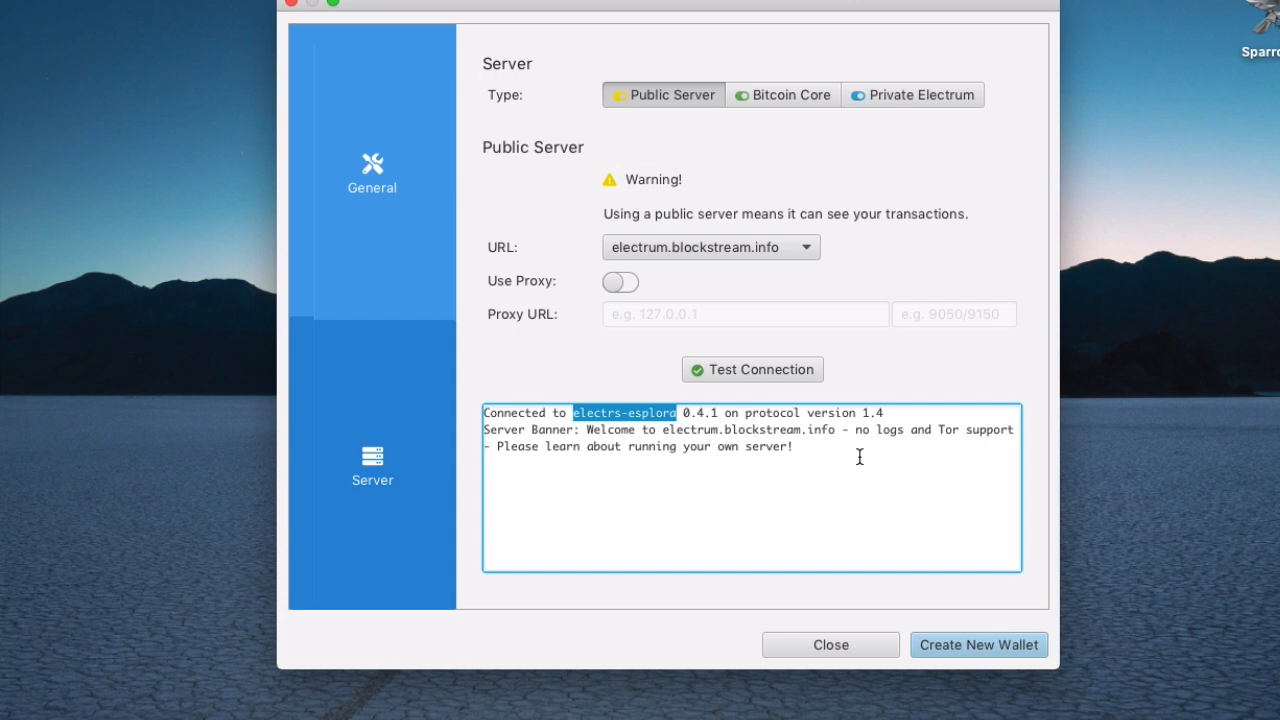 Sparro
Server
Type:
Public Server
Bitcoin Core
Private Electrum
Public Server
Warning!
Using a public server means it can see your transactions.
URL:
electrum.blockstream.info
Use Proxy:
Proxy URL:
e.g. 127.0.0.1
e.g. 9050/9150
Test Connection
Connected to electrs-esplora 0.4.1 on protocol version 1.4
Server Banner: Welcome to electrum.blockstream.info - no logs and Tor support
- Please learn about running your own server!
General
Server
Close
Create New Wallet